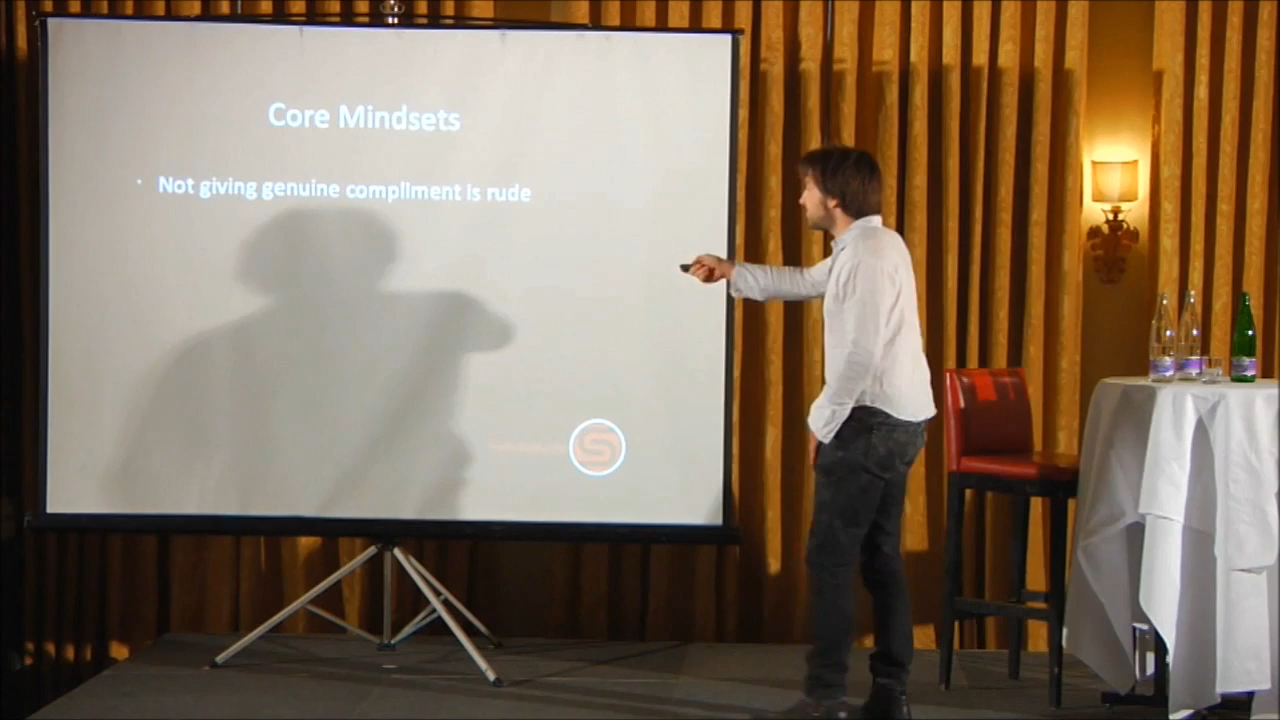 Core Mindsets
• Not giving genuine compliment is rude
S